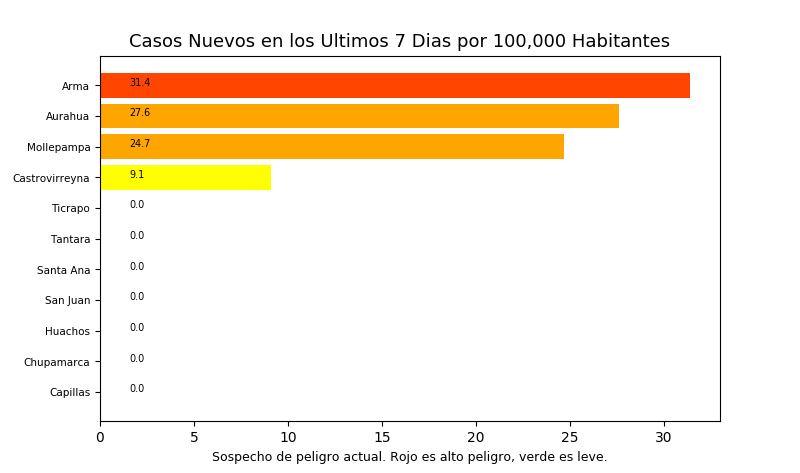 Casos Nuevos en los Ultimos 7 Dias por 100,000 Habitantes
Arma 31.4
Aurahua 27.6
Mollepampa 24.7
Castrovirreyna 9.1
Ticrapo 0.0
Tantara 0.0
Santa Ana 0.0
San Juan 0.0
Huachos 0.0
Chupamarca 0.0
Capillas 0.0
0 5 10 15 20 25 30
Sospecho de peligro actual. Rojo es alto peligro, verde es leve.